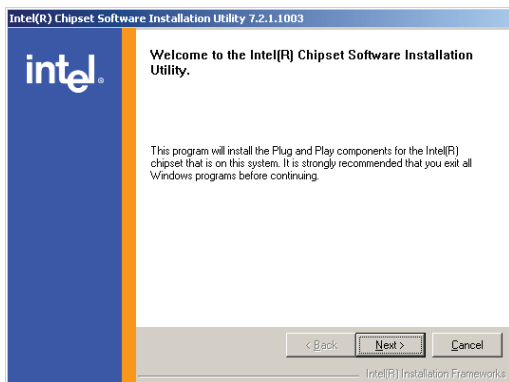 Intel(R) Chipset Software Installation Utility 7.2.1.1003
intel®
Welcome to the Intel(R) Chipset Software Installation
Utility.
This program will install the Plug and Play components for the Intel(R)
chipset that is on this system. It is strongly recommended that you exit all
Windows programs before continuing.
< Back
Next >
Cancel
Intel(R) Installation Frameworks